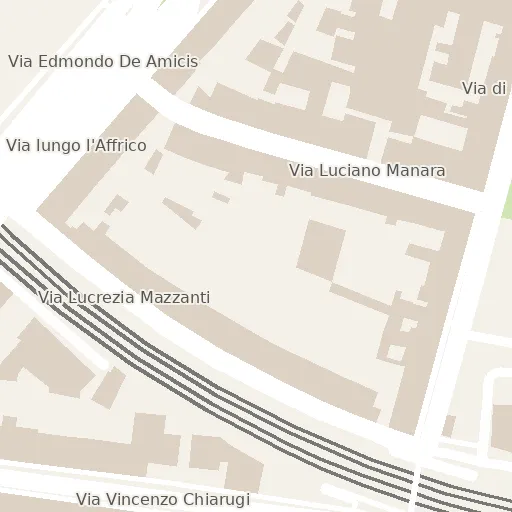 Via Edmondo De Amicis
Via di
Via lungo l'Affrico
Via Luciano Manara
Via Lucrezia Mazzanti
Via Vincenzo Chiarugi